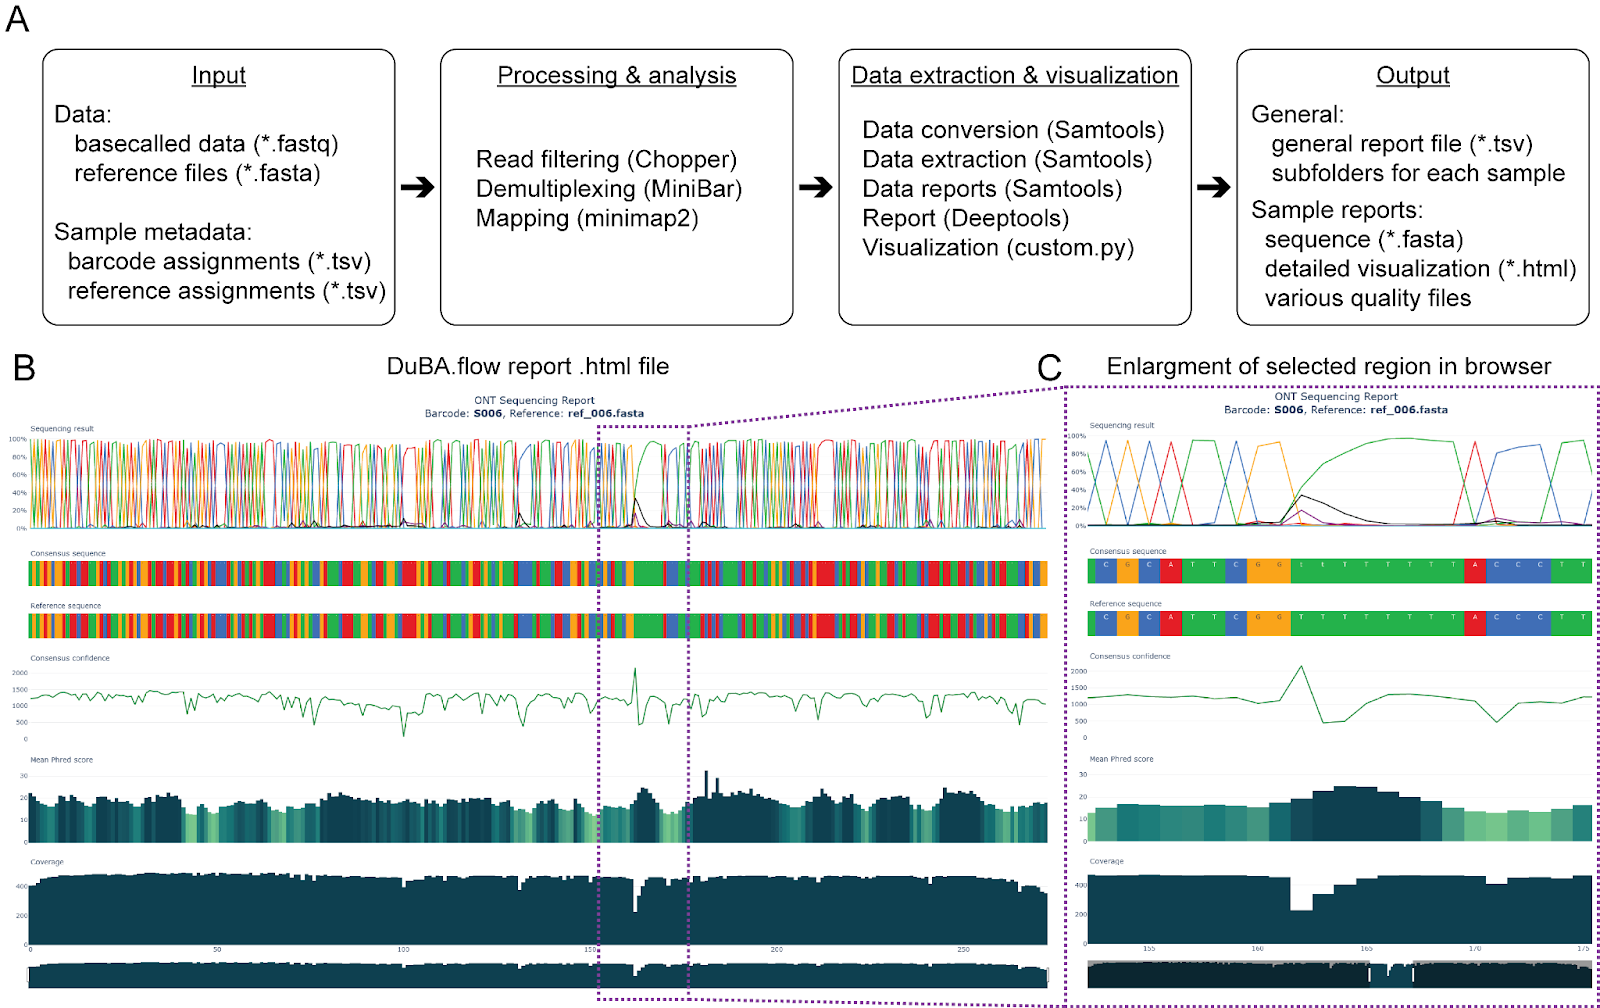 A
Input
Data:
basecalled data (*.fastq)
reference files (*.fasta)
Sample metadata:
barcode assignments (*.tsv)
reference assignments (*.tsv)
Processing & analysis
Read filtering (Chopper)
Demultiplexing (MiniBar)
Mapping (minimap2)
Data extraction & visualization
Data conversion (Samtools)
Data extraction (Samtools)
Data reports (Samtools)
Report (Deeptools)
Visualization (custom.py)
Output
General:
general report file (*.tsv)
subfolders for each sample
Sample reports:
sequence (*.fasta)
detailed visualization (*.html)
various quality files
B
DuBA.flow report .html file
ONT Sequencing Report
Barcode: S006, Reference: ref_006.fasta
Sequencing result
100%
80%
60%
40%
20%
0%
Consensus sequence
Reference sequence
Consensus confidence
2000
1500
1000
500
0
Mean Phred score
30
20
10
0
Coverage
400
200
0
0 50 100 150 200 250
C
Enlargment of selected region in browser
ONT Sequencing Report
Barcode: S006, Reference: ref_006.fasta
Sequencing result
100%
80%
60%
40%
20%
0%
Consensus sequence
C G C A T T C G G t t T T T T T T A C C C T T
Reference sequence
C G C A T T C G G T T T T T T T T A C C C T T
Consensus confidence
2000
1500
1000
500
0
Mean Phred score
30
20
10
0
Coverage
400
200
0
155 160 165 170 175